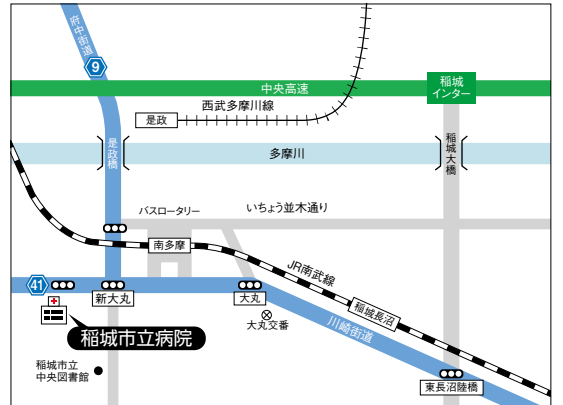 府中街道
9
中央高速
稲城
インター
西武多摩川線
是政
是政橋
多摩川
稲城大橋
バスロータリー
いちょう並木通り
南多摩
JR南武線
41
新大丸
大丸
稲城長沼
大丸交番
川崎街道
稲城市立病院
稲城市立
中央図書館
東長沼陸橋